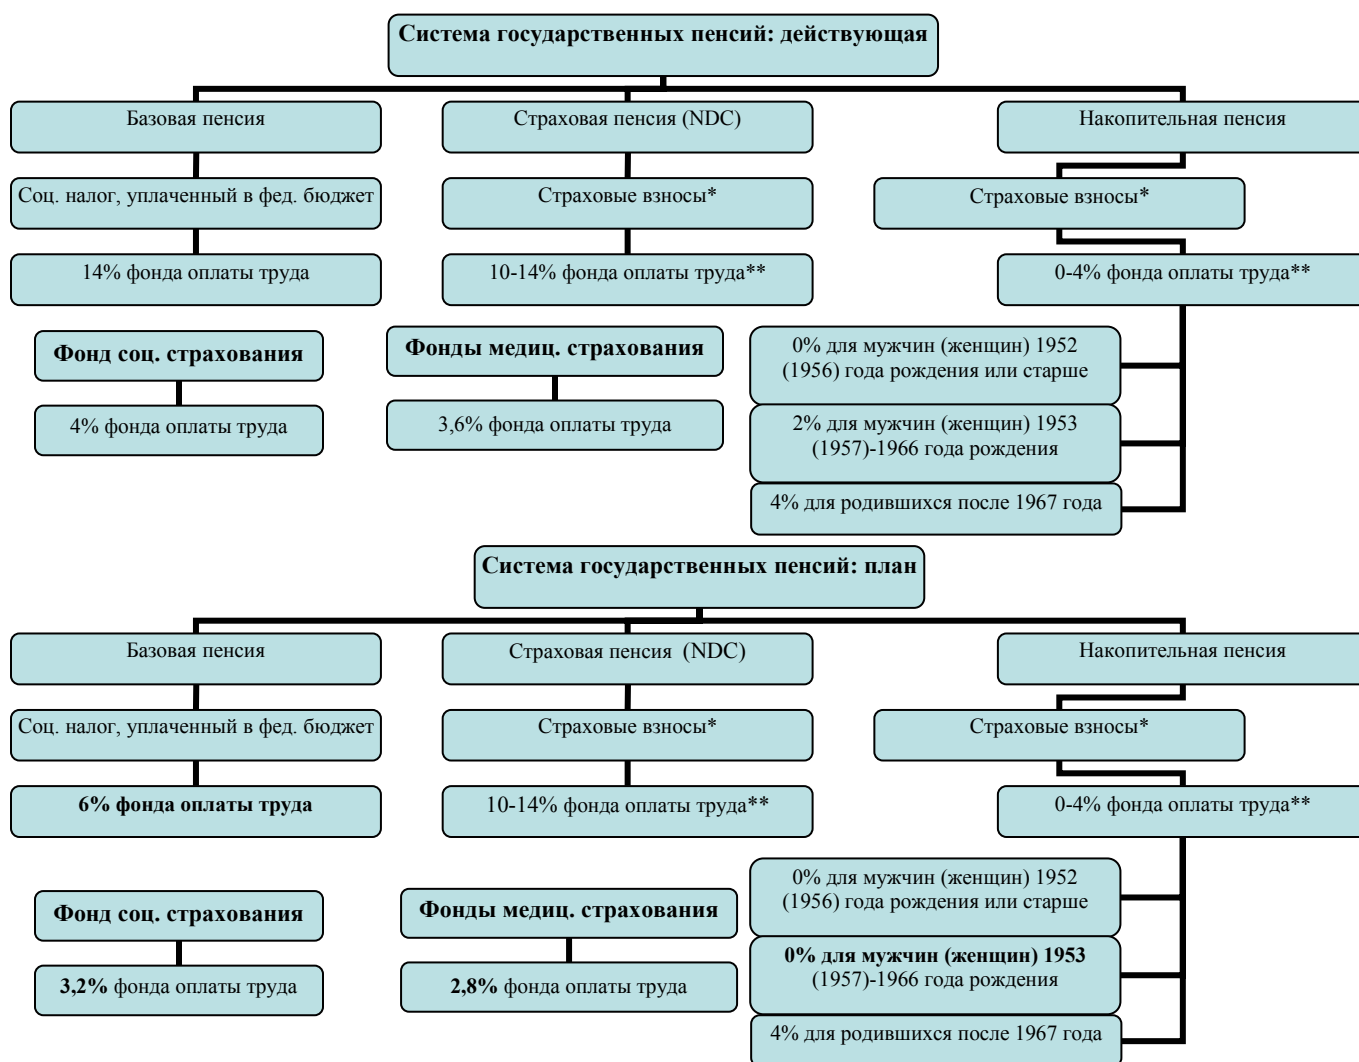 Система государственных пенсий: действующая
Базовая пенсия
Страховая пенсия (NDC)
Накопительная пенсия
Соц. налог, уплаченный в фед. бюджет
Страховые взносы*
Страховые взносы*
14% фонда оплаты труда
10-14% фонда оплаты труда**
0-4% фонда оплаты труда**
Фонд соц. страхования
Фонды медиц. страхования
0% для мужчин (женщин) 1952
(1956) года рождения или старше
4% фонда оплаты труда
3,6% фонда оплаты труда
2% для мужчин (женщин) 1953
(1957)-1966 года рождения
4% для родившихся после 1967 года
Система государственных пенсий: план
Базовая пенсия
Страховая пенсия (NDC)
Накопительная пенсия
Соц. налог, уплаченный в фед. бюджет
Страховые взносы*
Страховые взносы*
6% фонда оплаты труда
10-14% фонда оплаты труда**
0-4% фонда оплаты труда**
Фонд соц. страхования
Фонды медиц. страхования
0% для мужчин (женщин) 1952
(1956) года рождения или старше
3,2% фонда оплаты труда
2,8% фонда оплаты труда
0% для мужчин (женщин) 1953
(1957)-1966 года рождения
4% для родившихся после 1967 года